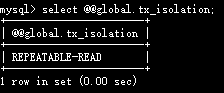 mysql> select @@global.tx_isolation;
+-----------------------+
| @@global.tx_isolation |
+-----------------------+
| REPEATABLE-READ       |
+-----------------------+
1 row in set (0.00 sec)